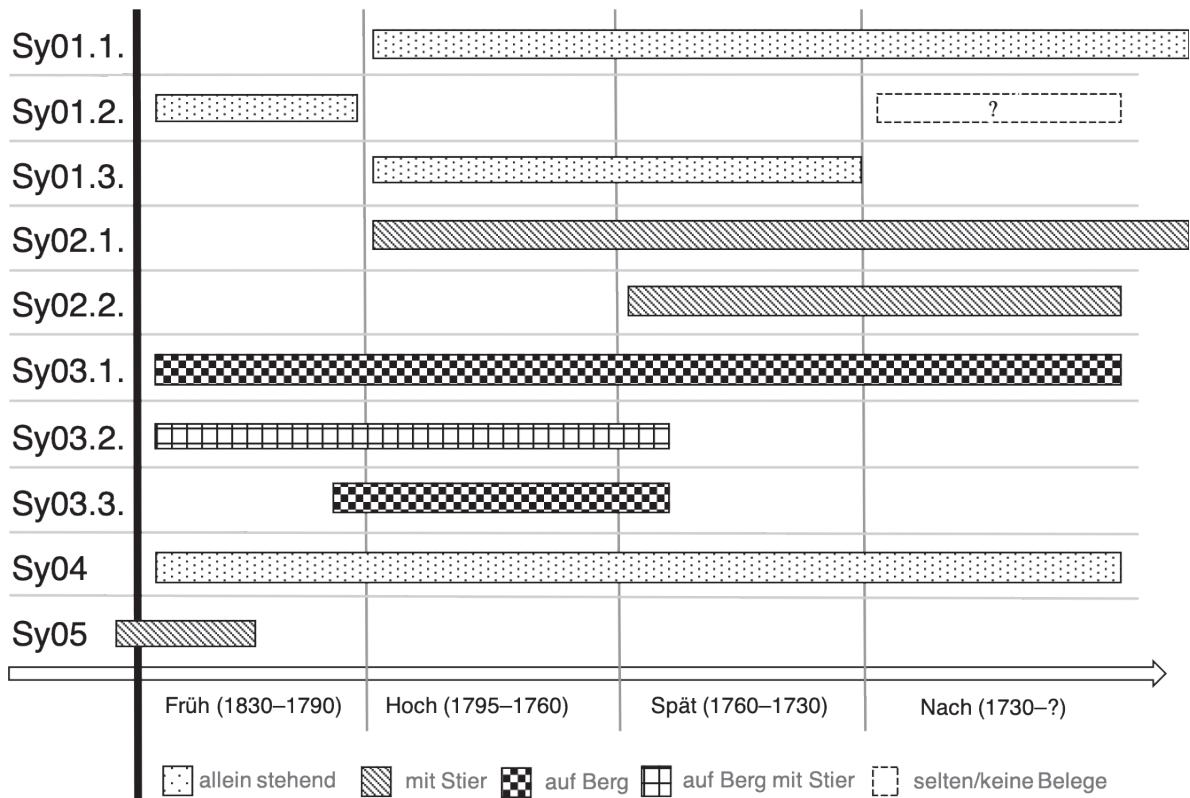 Sy01.1.
Sy01.2.
?
Sy01.3.
Sy02.1.
Sy02.2.
Sy03.1.
Sy03.2.
Sy03.3.
Sy04
Sy05
Früh (1830–1790) Hoch (1795–1760) Spät (1760–1730) Nach (1730–?)
allein stehend mit Stier auf Berg auf Berg mit Stier selten/keine Belege